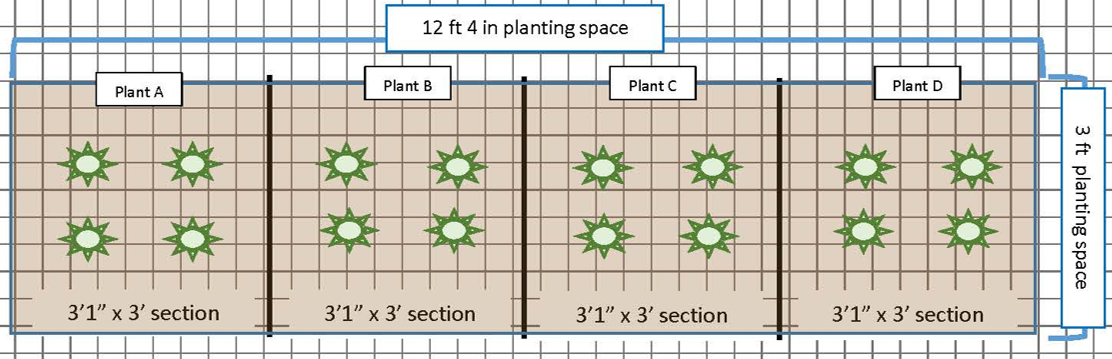 12 ft 4 in planting space
Plant A
Plant B
Plant C
Plant D
3 ft planting space
3’1” x 3’ section
3’1” x 3’ section
3’1” x 3’ section
3’1” x 3’ section